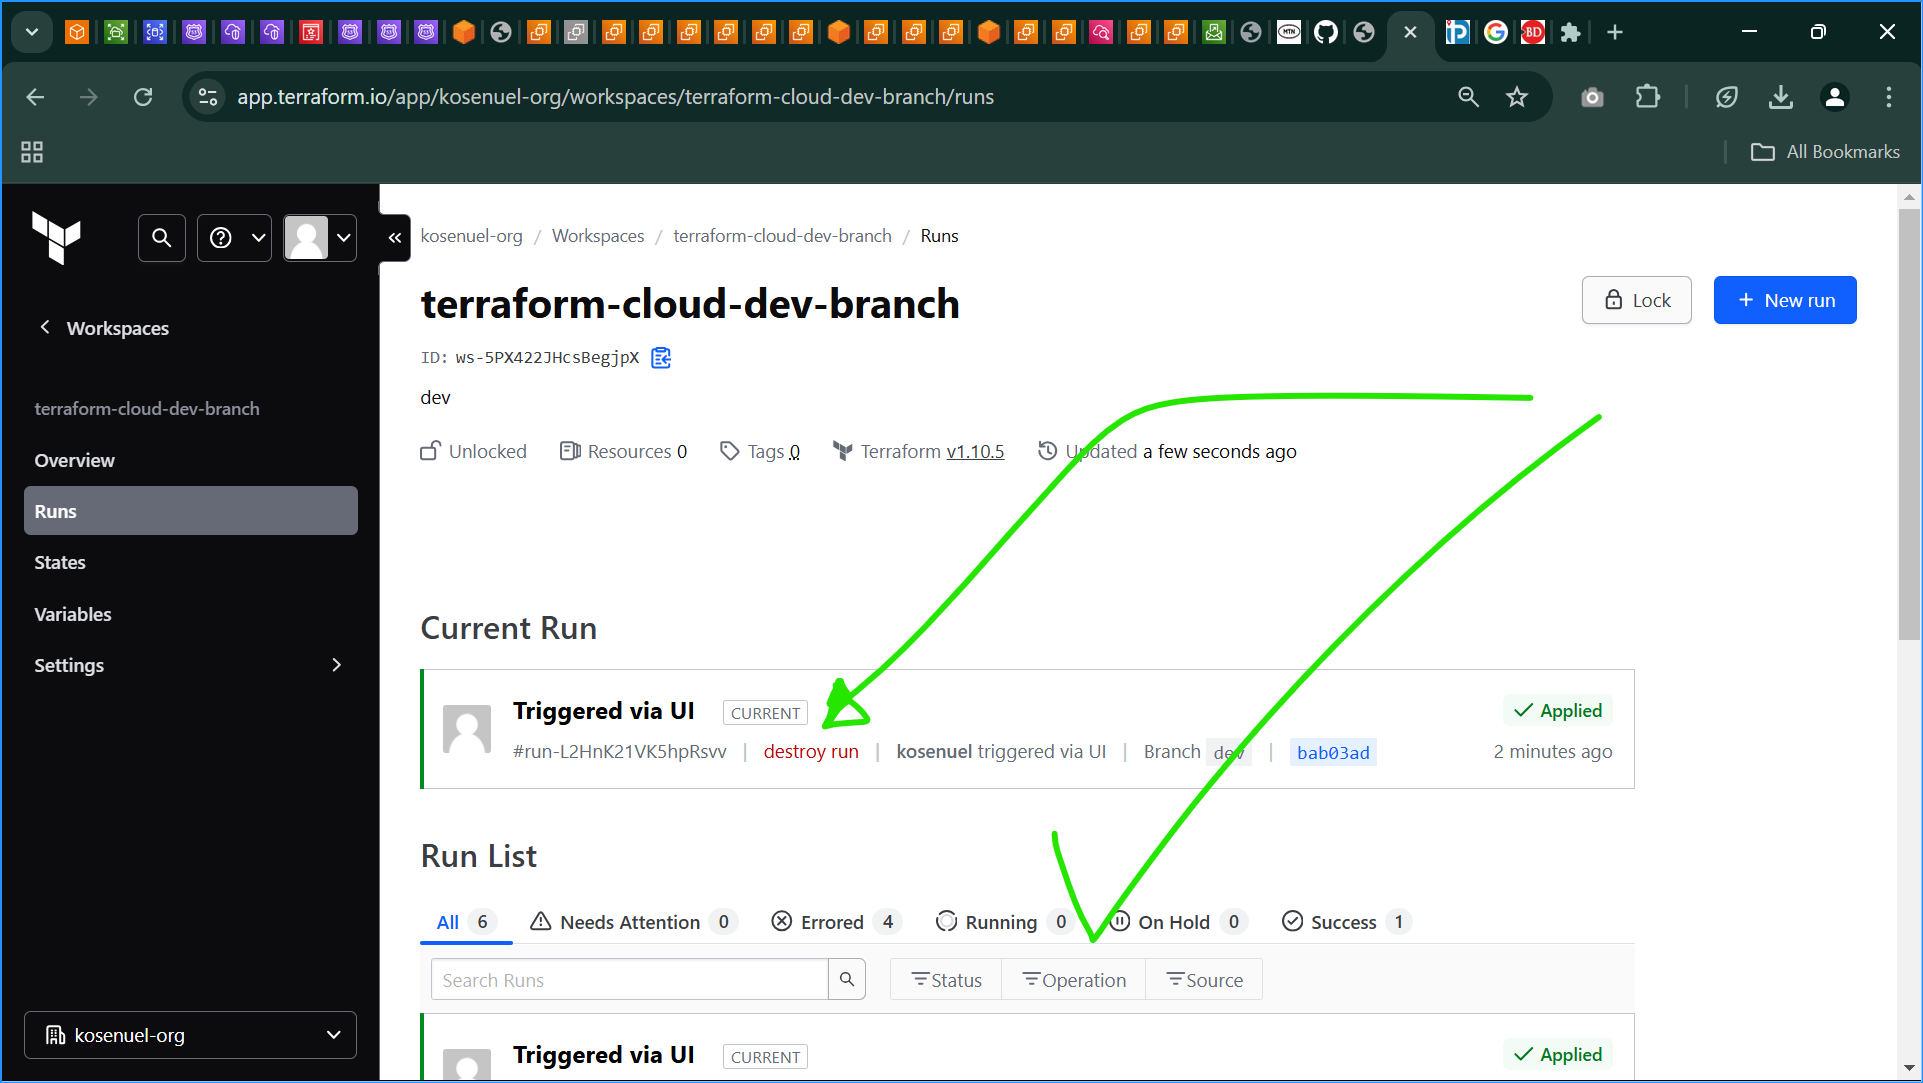 app.terraform.io/app/kosenuel-org/workspaces/terraform-cloud-dev-branch/runs
All Bookmarks
kosenuel-org / Workspaces / terraform-cloud-dev-branch / Runs
terraform-cloud-dev-branch
Lock
+ New run
ID: ws-5PX422JHcsBegjpX
dev
Unlocked Resources 0 Tags 0 Terraform v1.10.5 Updated a few seconds ago
Workspaces
terraform-cloud-dev-branch
Overview
Runs
States
Variables
Settings
kosenuel-org
Current Run
Triggered via UI CURRENT Applied
#run-L2HnK21VK5hpRsvv | destroy run | kosenuel triggered via UI | Branch dev | bab03ad 2 minutes ago
Run List
All 6 Needs Attention 0 Errored 4 Running 0 On Hold 0 Success 1
Search Runs Status Operation Source
Triggered via UI CURRENT Applied